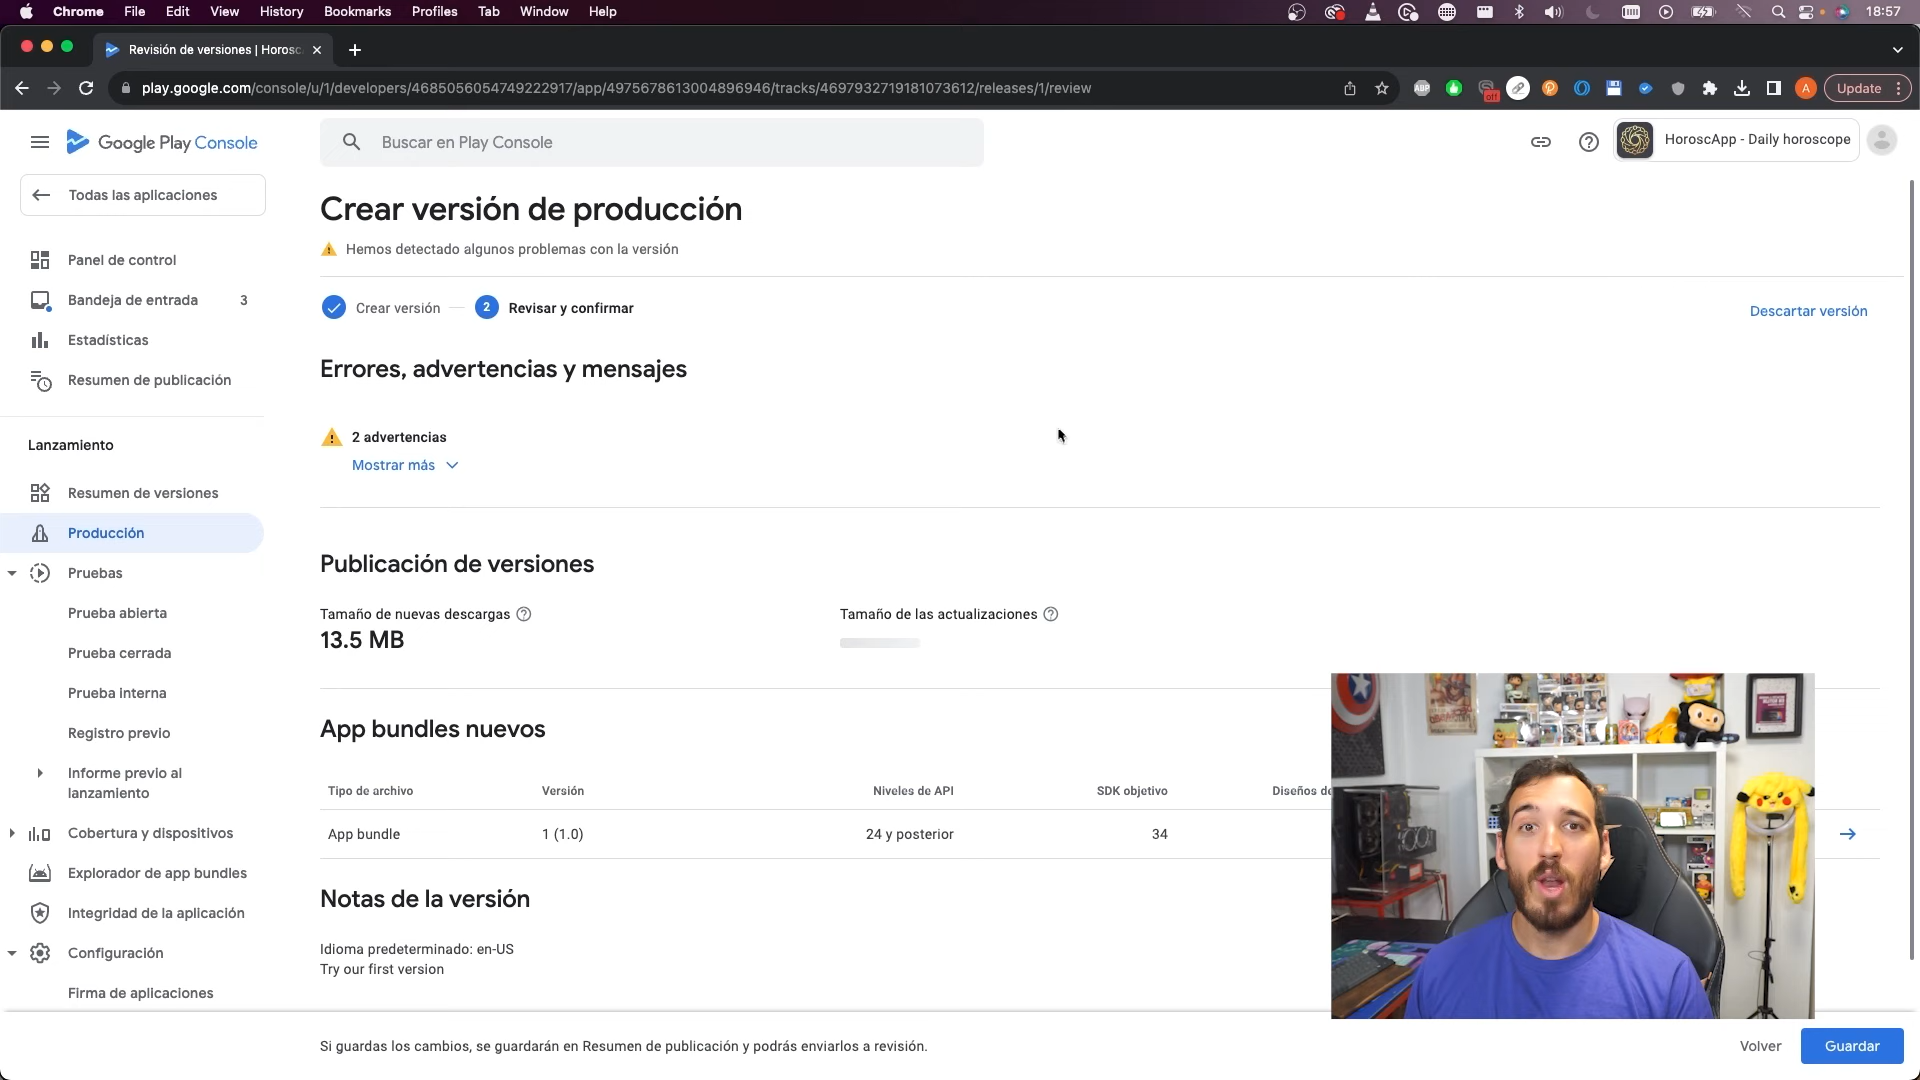 Chrome File Edit View History Bookmarks Profiles Tab Window Help 18:57
Revisión de versiones | Horosc
play.google.com/console/u/1/developers/4685056054749222917/app/4975678613004896946/tracks/4697932719181073612/releases/1/review
ABP
off
A
Update
Google Play Console
Buscar en Play Console
HoroscApp - Daily horoscope
Todas las aplicaciones
Panel de control
Bandeja de entrada 3
Estadísticas
Resumen de publicación
Lanzamiento
Resumen de versiones
Producción
Pruebas
Prueba abierta
Prueba cerrada
Prueba interna
Registro previo
Informe previo al
lanzamiento
Cobertura y dispositivos
Explorador de app bundles
Integridad de la aplicación
Configuración
Firma de aplicaciones
Crear versión de producción
Hemos detectado algunos problemas con la versión
Crear versión
2 Revisar y confirmar
Descartar versión
Errores, advertencias y mensajes
2 advertencias
Mostrar más
Publicación de versiones
Tamaño de nuevas descargas
13.5 MB
Tamaño de las actualizaciones
App bundles nuevos
Tipo de archivo Versión Niveles de API SDK objetivo Diseños de
App bundle 1 (1.0) 24 y posterior 34
Notas de la versión
Idioma predeterminado: en-US
Try our first version
Si guardas los cambios, se guardarán en Resumen de publicación y podrás enviarlos a revisión.
Volver
Guardar